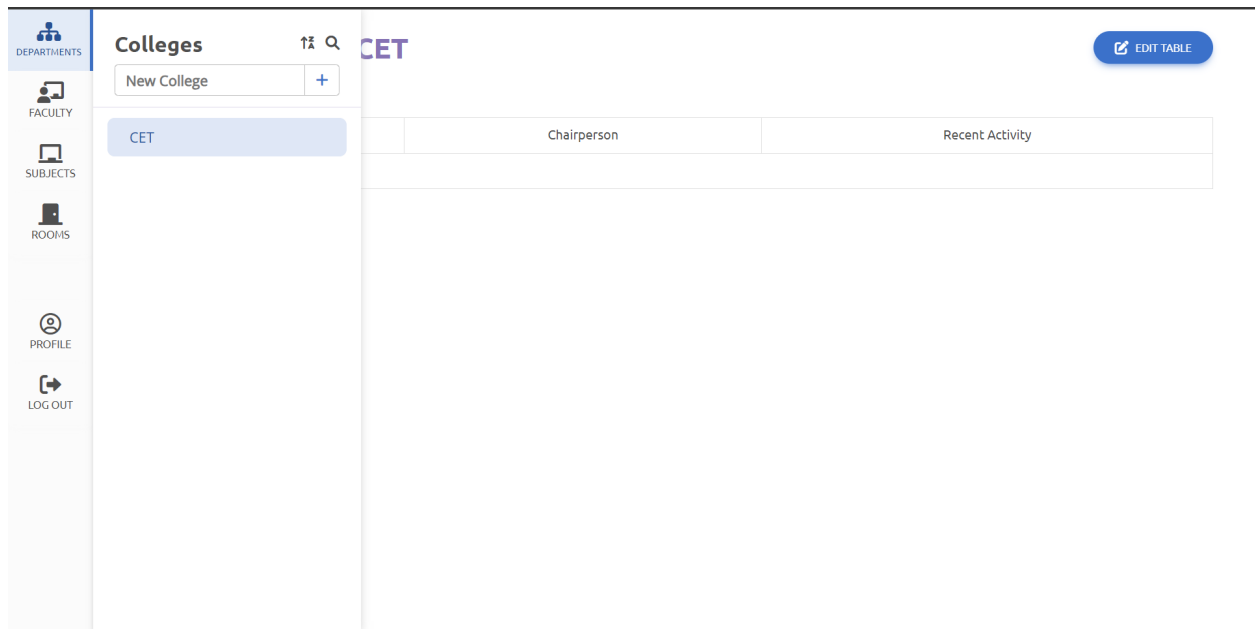 DEPARTMENTS
FACULTY
SUBJECTS
ROOMS
PROFILE
LOG OUT
Colleges
New College
+
CET
CET
EDIT TABLE
Chairperson
Recent Activity